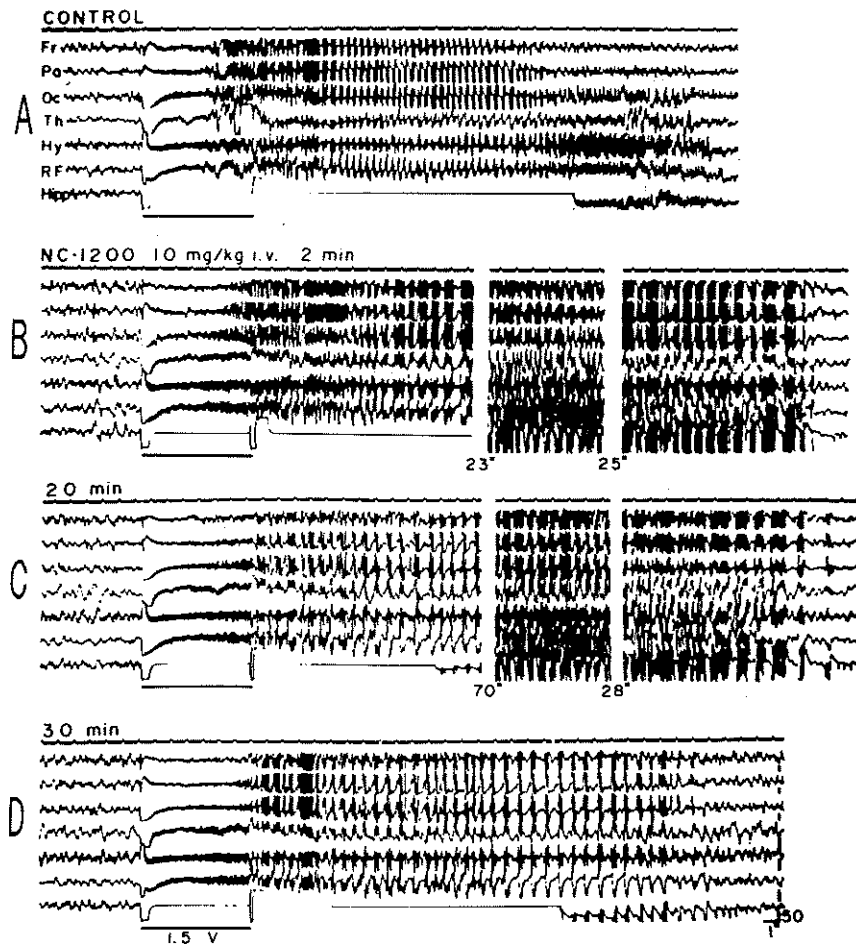 CONTROL
Fr
Pa
Oc
Th
Hy
RF
Hipp
A
NC-1200 10 mg/kg i.v. 2 min
B
23"
25"
20 min
C
70"
28"
30 min
D
1.5 V
50
1